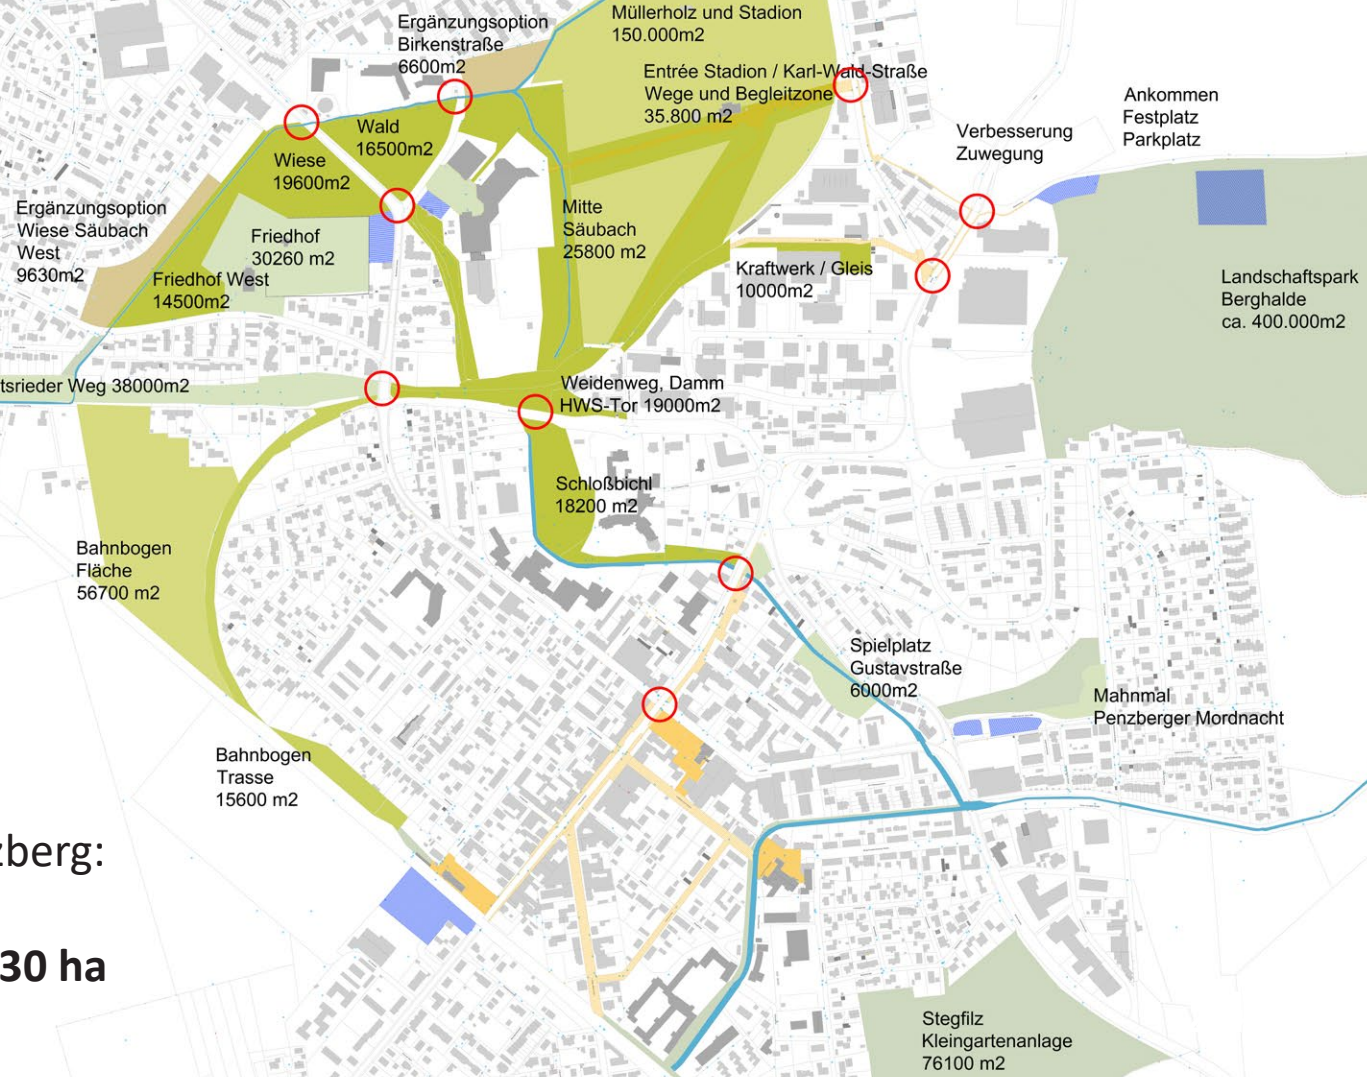 Müllerholz und Stadion
150.000m2
Ergänzungsoption
Birkenstraße
6600m2
Entrée Stadion / Karl-Wald-Straße
Wege und Begleitzone
35.800 m2
Ankommen
Festplatz
Parkplatz
Verbesserung
Zuwegung
Wald
16500m2
Wiese
19600m2
Ergänzungsoption
Wiese Säubach
West
9630m2
Friedhof
30260 m2
Friedhof West
14500m2
Mitte
Säubach
25800 m2
Kraftwerk / Gleis
10000m2
Landschaftspark
Berghalde
ca. 400.000m2
tsrieder Weg 38000m2
Weidenweg, Damm
HWS-Tor 19000m2
Schloßbichl
18200 m2
Bahnbogen
Fläche
56700 m2
Spielplatz
Gustavstraße
6000m2
Mahnmal
Penzberger Mordnacht
Bahnbogen
Trasse
15600 m2
zberg:
30 ha
Stegfilz
Kleingartenanlage
76100 m2